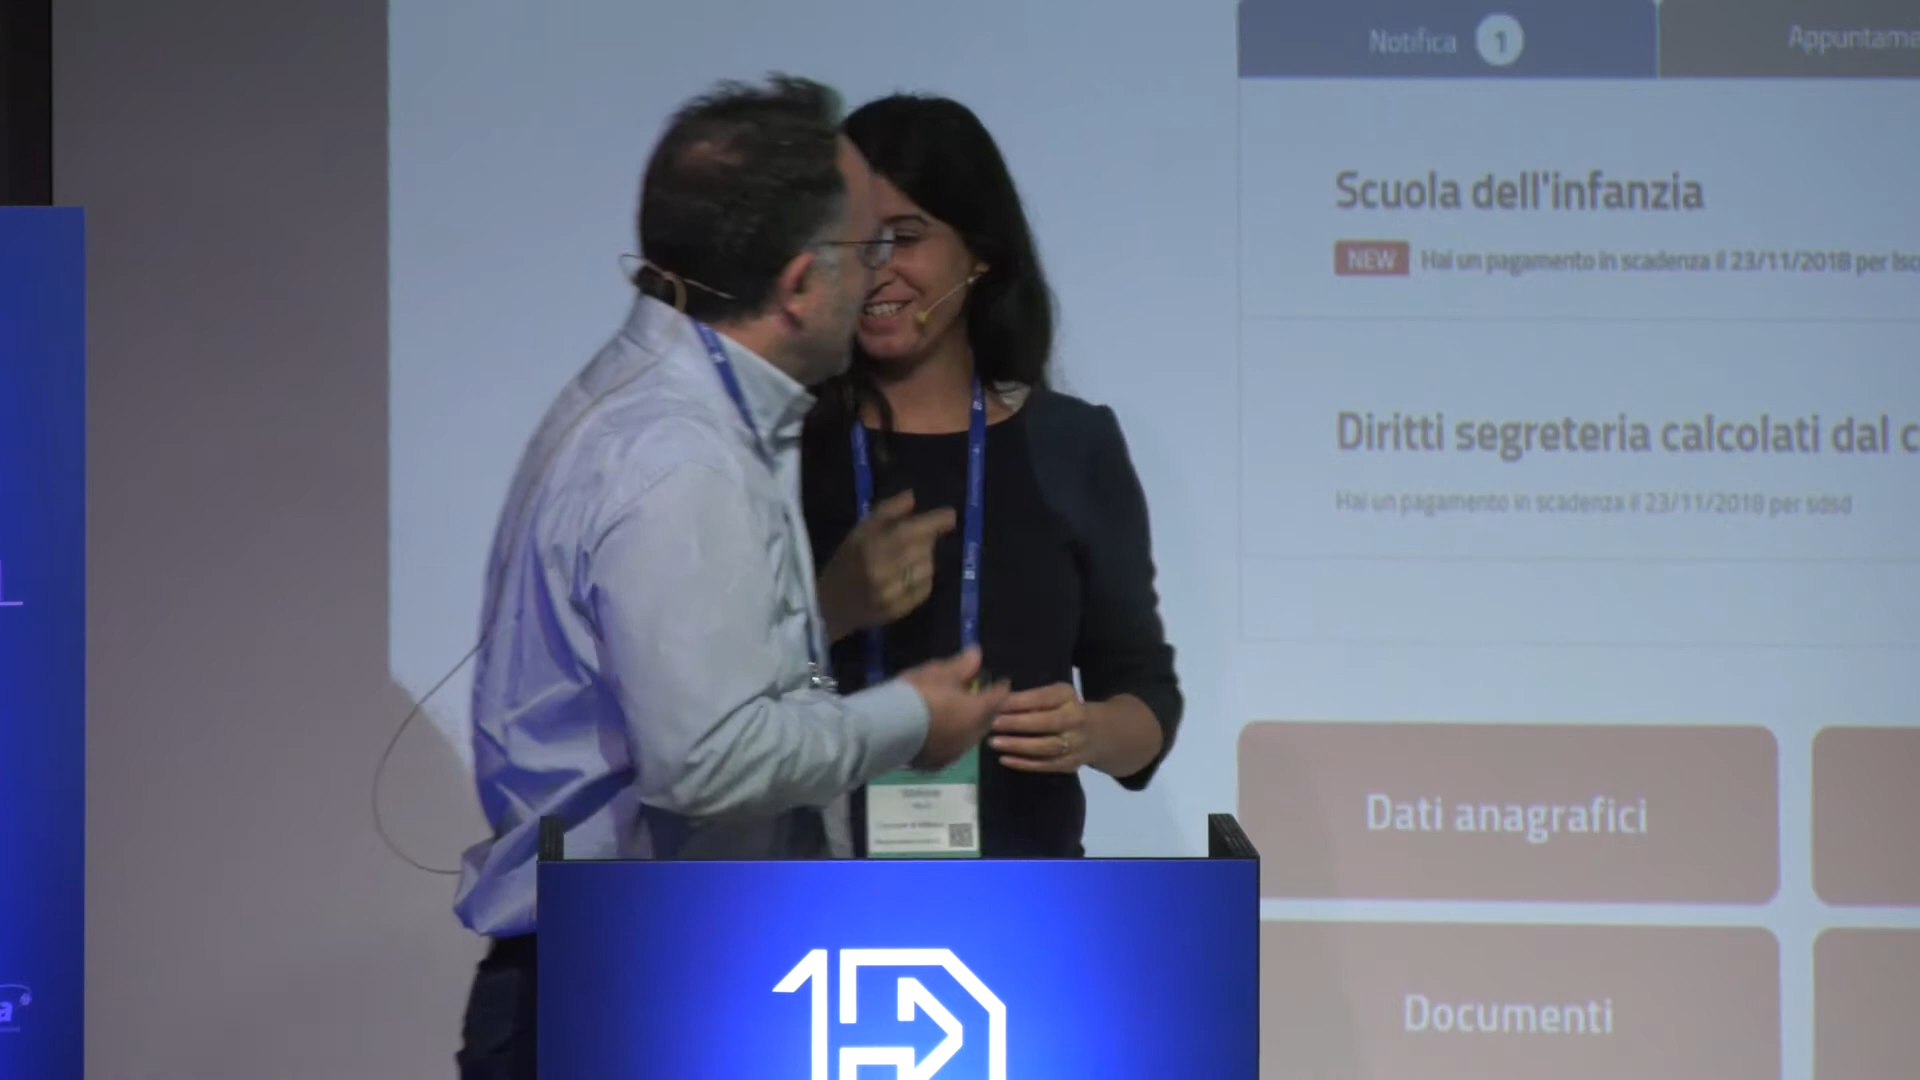 Notifica 1
Appuntame
Scuola dell'infanzia
NEW Hai un pagamento in scadenza il 23/11/2018 per Isc
Diritti segreteria calcolati dal c
Hai un pagamento in scadenza il 23/11/2018 per sdsd
Dati anagrafici
Documenti
L
a